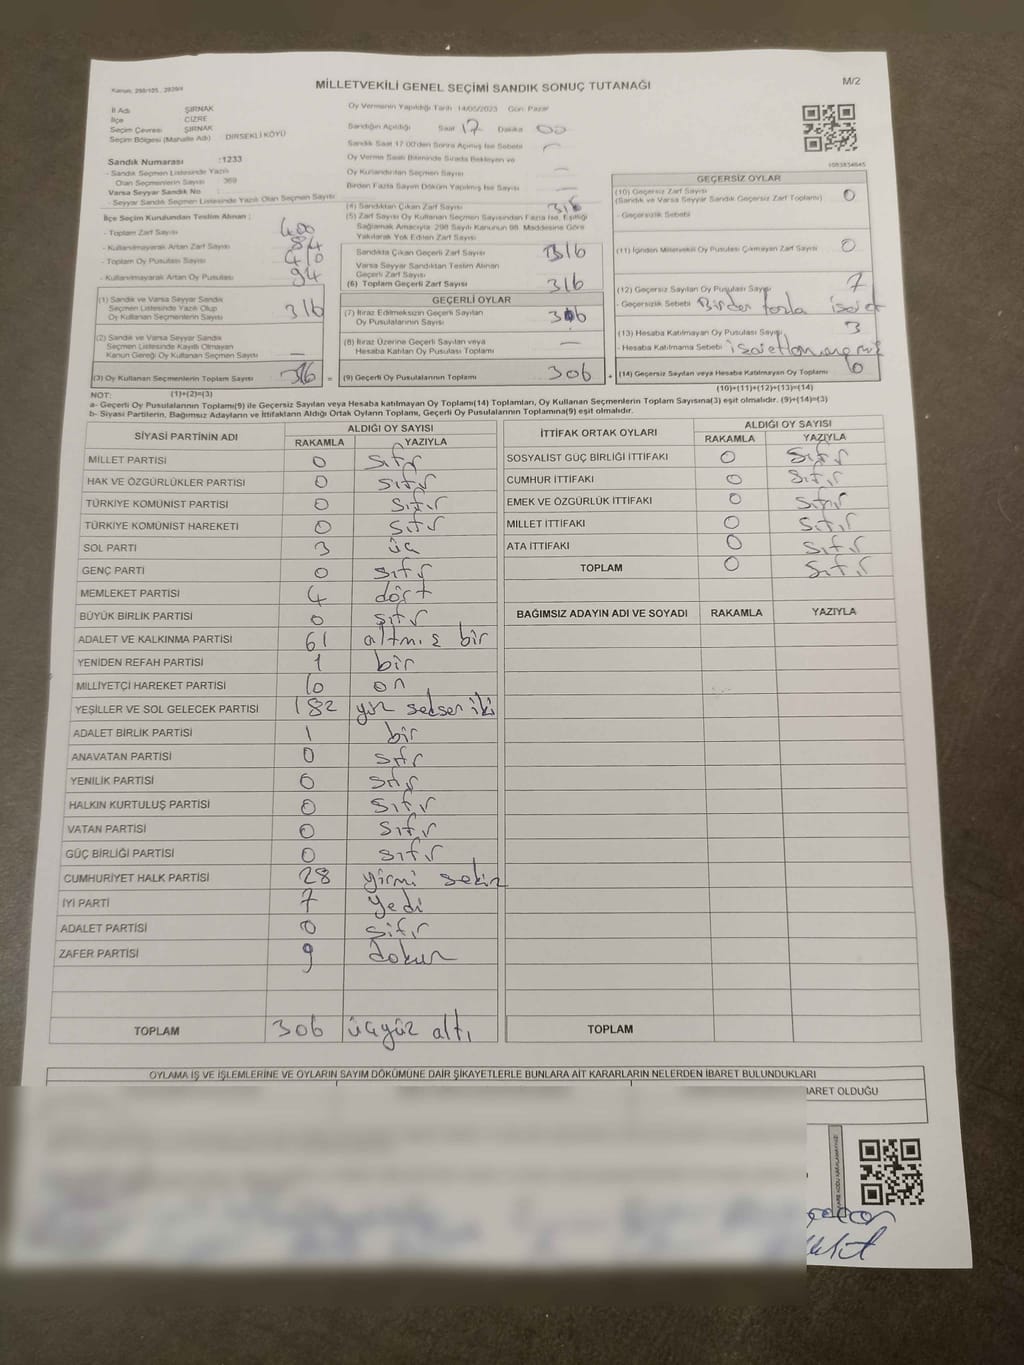 Kanun: 298/105, 2839/4
MİLLETVEKİLİ GENEL SEÇİMİ SANDIK SONUÇ TUTANAĞI
M/2
İl Adı ŞIRNAK
İlçe CİZRE
Seçim Çevresi ŞIRNAK
Seçim Bölgesi (Mahalle Adı) DİRSEKLİ KÖYÜ
Sandık Numarası :1233
- Sandık Seçmen Listesinde Yazılı
Olan Seçmenlerin Sayısı 369
Varsa Seyyar Sandık No :
- Seyyar Sandık Seçmen Listesinde Yazılı Olan Seçmen Sayısı
İlçe Seçim Kurulundan Teslim Alınan ;
- Toplam Zarf Sayısı 400
- Kullanılmayarak Artan Zarf Sayısı 84
- Toplam Oy Pusulası Sayısı 410
- Kullanılmayarak Artan Oy Pusulası 94
(1) Sandık ve Varsa Seyyar Sandık
Seçmen Listesinde Yazılı Olup
Oy Kullanan Seçmen Sayısı 316
(2) Sandık ve Varsa Seyyar Sandık
Seçmen Listesinde Kayıtlı Olmayan
Kanun Gereği Oy Kullanan Seçmen Sayısı —
(3) Oy Kullanan Seçmenlerin Toplam Sayısı 316 =
Oy Vermenin Yapıldığı Tarih 14/05/2023 Gün Pazar
Sandığın Açıldığı Saat 17 Dakika 00
Sandık Saat 17:00'den Sonra Açılmış İse Sebebi —
Oy Verme Saati Bitiminde Sırada Bekleyen ve
Oy Kullandırılan Seçmen Sayısı —
Birden Fazla Sayım Döküm Yapılmış İse Sayısı —
(4) Sandıktan Çıkan Zarf Sayısı 316
(5) Zarf Sayısı Oy Kullanan Seçmen Sayısından Fazla İse, Eşitliği
Sağlamak Amacıyla 298 Sayılı Kanunun 98. Maddesine Göre
Yakılarak Yok Edilen Zarf Sayısı
Sandıkta Çıkan Geçerli Zarf Sayısı 316
Varsa Seyyar Sandıktan Teslim Alınan
Geçerli Zarf Sayısı
(6) Toplam Geçerli Zarf Sayısı 316
GEÇERLİ OYLAR
(7) İtiraz Edilmeksizin Geçerli Sayılan
Oy Pusulalarının Sayısı 306
(8) İtiraz Üzerine Geçerli Sayılan veya
Hesaba Katılan Oy Pusulası Toplamı —
(9) Geçerli Oy Pusulalarının Toplamı 306 +
1083834645
GEÇERSİZ OYLAR
(10) Geçersiz Zarf Sayısı 0
(Sandık ve Varsa Seyyar Sandık Geçersiz Zarf Toplamı)
- Geçersizlik Sebebi
(11) İçinden Milletvekili Oy Pusulası Çıkmayan Zarf Sayısı 0
(12) Geçersiz Sayılan Oy Pusulası Sayısı 7
- Geçersizlik Sebebi Birden fazla
(13) Hesaba Katılmayan Oy Pusulası Sayısı 3
- Hesaba Katılmama Sebebi
(14) Geçersiz Sayılan veya Hesaba Katılmayan Oy Toplamı 10
NOT: (1)+(2)=(3) (10)+(11)+(12)+(13)=(14)
a- Geçerli Oy Pusulalarının Toplamı(9) ile Geçersiz Sayılan veya Hesaba katılmayan Oy Toplamı(14) Toplamları, Oy Kullanan Seçmenlerin Toplam Sayısına(3) eşit olmalıdır. (9)+(14)=(3)
b- Siyasi Partilerin, Bağımsız Adayların ve İttifakların Aldığı Ortak Oyların Toplamı, Geçerli Oy Pusulalarının Toplamına(9) eşit olmalıdır.
SİYASİ PARTİNİN ADI ALDIĞI OY SAYISI
RAKAMLA YAZIYLA
MİLLET PARTİSİ 0 sıfır
HAK VE ÖZGÜRLÜKLER PARTİSİ 0 sıfır
TÜRKİYE KOMÜNİST PARTİSİ 0 sıfır
TÜRKİYE KOMÜNİST HAREKETİ 0 sıfır
SOL PARTİ 3 üç
GENÇ PARTİ 0 sıfır
MEMLEKET PARTİSİ 4 dört
BÜYÜK BİRLİK PARTİSİ 0 sıfır
ADALET VE KALKINMA PARTİSİ 61 altmış bir
YENİDEN REFAH PARTİSİ 1 bir
MİLLİYETÇİ HAREKET PARTİSİ 10 on
YEŞİLLER VE SOL GELECEK PARTİSİ 182 yüz seksen iki
ADALET BİRLİK PARTİSİ 1 bir
ANAVATAN PARTİSİ 0 sıfır
YENİLİK PARTİSİ 0 sıfır
HALKIN KURTULUŞ PARTİSİ 0 sıfır
VATAN PARTİSİ 0 sıfır
GÜÇ BİRLİĞİ PARTİSİ 0 sıfır
CUMHURİYET HALK PARTİSİ 28 yirmi sekiz
İYİ PARTİ 7 yedi
ADALET PARTİSİ 0 sıfır
ZAFER PARTİSİ 9 dokuz
TOPLAM 306 üçyüz altı
İTTİFAK ORTAK OYLARI ALDIĞI OY SAYISI
RAKAMLA YAZIYLA
SOSYALİST GÜÇ BİRLİĞİ İTTİFAKI 0 sıfır
CUMHUR İTTİFAKI 0 sıfır
EMEK VE ÖZGÜRLÜK İTTİFAKI 0 sıfır
MİLLET İTTİFAKI 0 sıfır
ATA İTTİFAKI 0 sıfır
TOPLAM 0 sıfır
BAĞIMSIZ ADAYIN ADI VE SOYADI RAKAMLA YAZIYLA
TOPLAM
OYLAMA İŞ VE İŞLEMLERİNE VE OYLARIN SAYIM DÖKÜMÜNE DAİR ŞİKAYETLERLE BUNLARA AİT KARARLARIN NELERDEN İBARET BULUNDUKLARI
BARET OLDUĞU